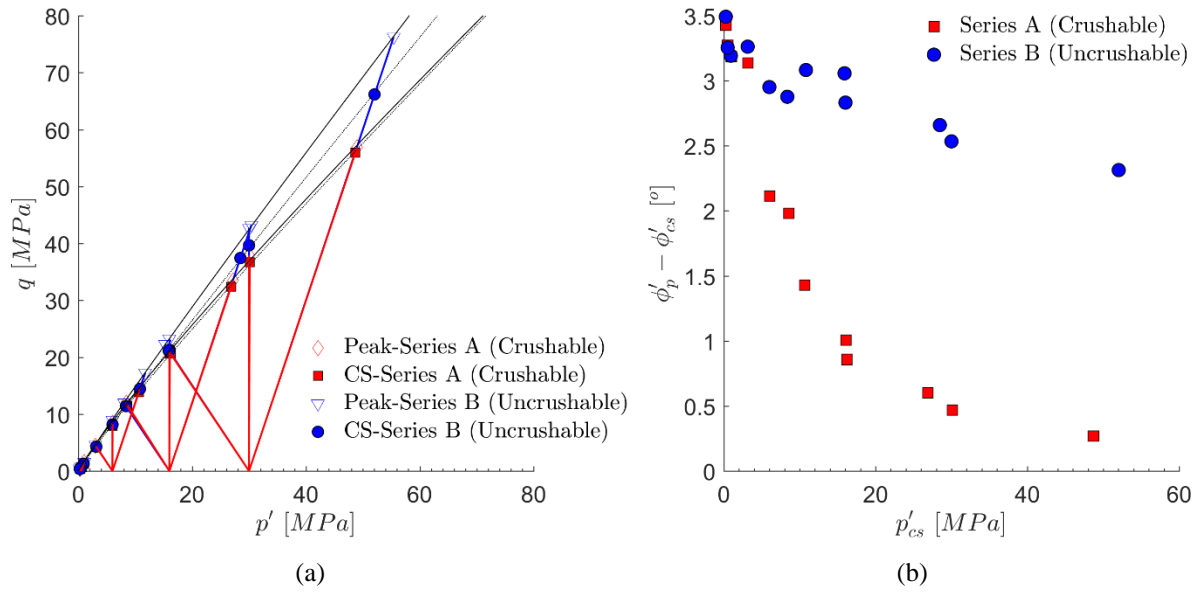 80
70
60
50
40
30
20
10
0
q [MPa]
0
20
40
60
80
p′ [MPa]
Peak-Series A (Crushable)
CS-Series A (Crushable)
Peak-Series B (Uncrushable)
CS-Series B (Uncrushable)
(a)
3.5
3
2.5
2
1.5
1
0.5
0
ϕ′p − ϕ′cs [o]
0
20
40
60
p′cs [MPa]
Series A (Crushable)
Series B (Uncrushable)
(b)